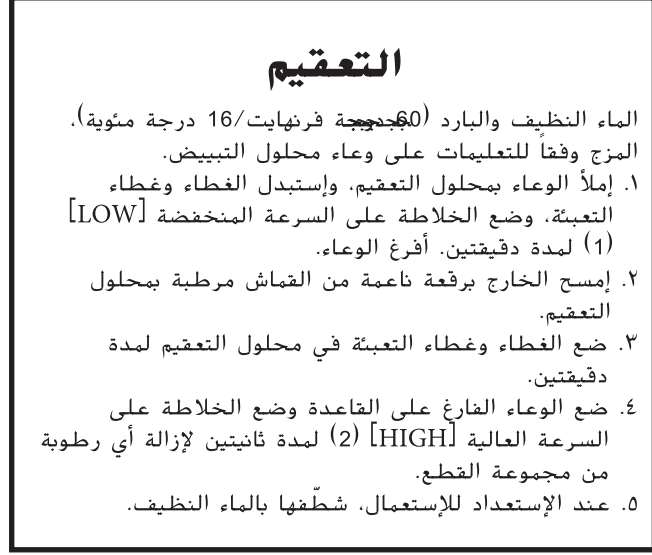 التعقيم
الماء النظيف والبارد (60 درجة فرنهايت/16 درجة مئوية).
المزج وفقاً للتعليمات على وعاء محلول التبييض.
١. إملأ الوعاء بمحلول التعقيم، وإستبدل الغطاء وغطاء
التعبئة، وضع الخلاطة على السرعة المنخفضة [LOW]
(1) لمدة دقيقتين. أفرغ الوعاء.
٢. إمسح الخارج برقعة ناعمة من القماش مرطبة بمحلول
التعقيم.
٣. ضع الغطاء وغطاء التعبئة في محلول التعقيم لمدة
دقيقتين.
٤. ضع الوعاء الفارغ على القاعدة وضع الخلاطة على
السرعة العالية [HIGH] (2) لمدة ثانيتين لإزالة أي رطوبة
من مجموعة القطع.
٥. عند الإستعداد للإستعمال، شطّفها بالماء النظيف.